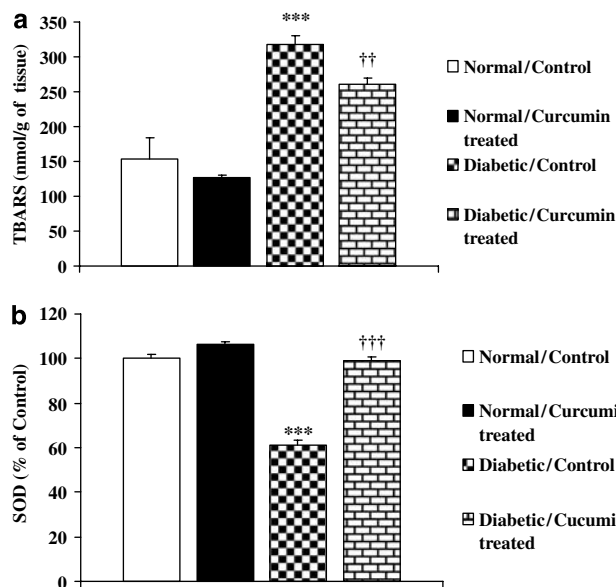 a
350
300
250
200
150
100
50
0
TBARS (nmol/g of tissue)
***
††
Normal/Control
Normal/Curcumin
treated
Diabetic/Control
Diabetic/Curcumin
treated
b
120
100
80
60
40
20
0
SOD (% of Control)
***
†††
Normal/Control
Normal/Curcumi
treated
Diabetic/Control
Diabetic/Cucumi
treated